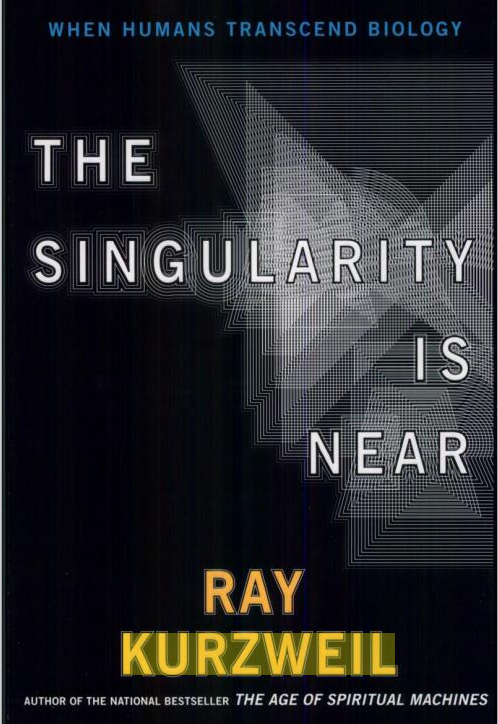 WHEN HUMANS TRANSCEND BIOLOGY
THE
SINGULARITY
IS
NEAR
RAY
KURZWEIL
AUTHOR OF THE NATIONAL BESTSELLER THE AGE OF SPIRITUAL MACHINES